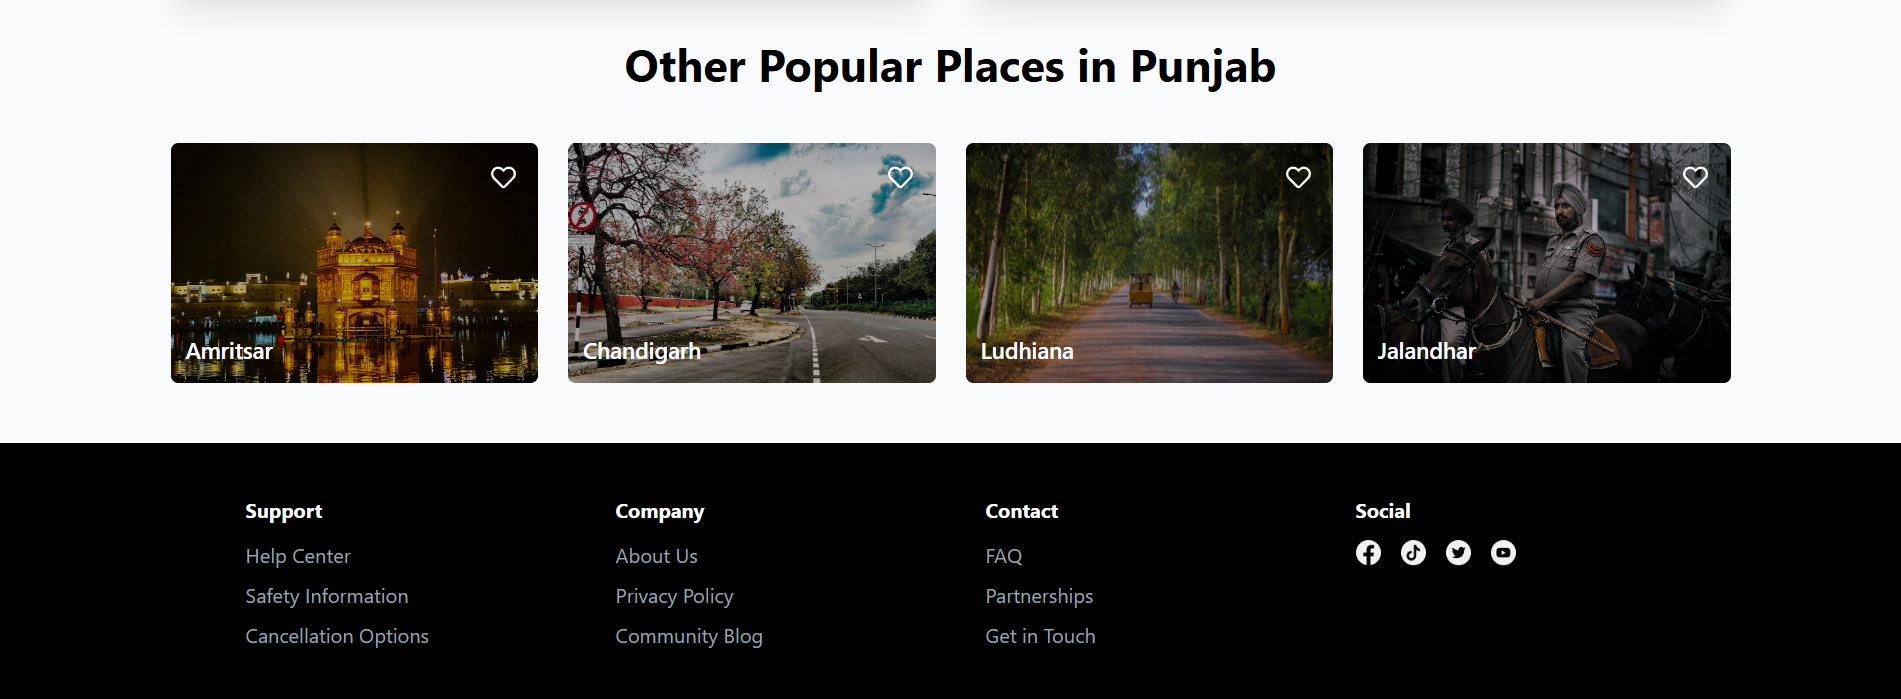 Other Popular Places in Punjab
Amritsar
Chandigarh
Ludhiana
Jalandhar
Support
Company
Contact
Social
Help Center
About Us
FAQ
Safety Information
Privacy Policy
Partnerships
Cancellation Options
Community Blog
Get in Touch